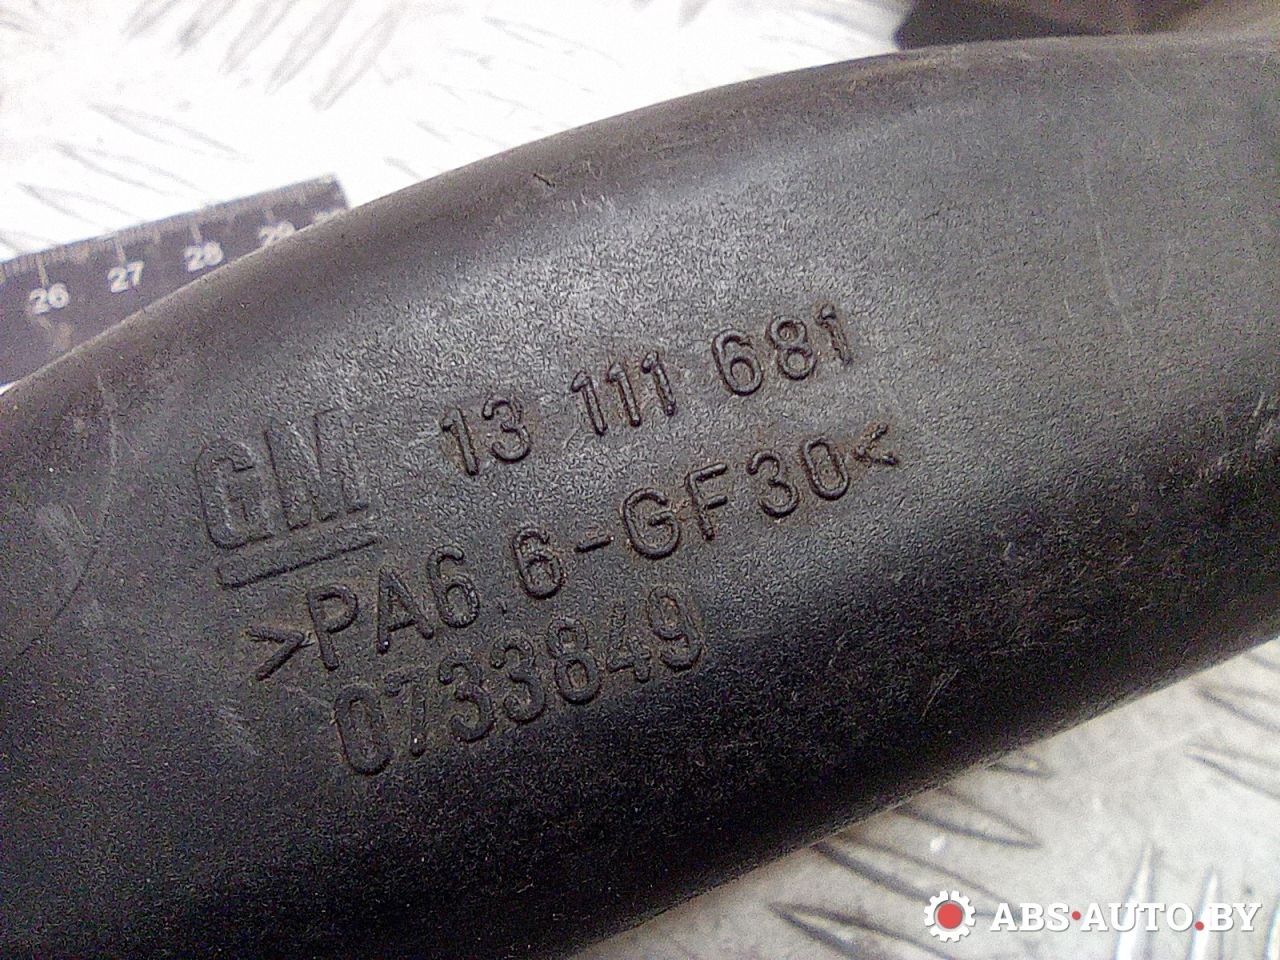 26 27 28 29
GM 13 111 681
>PA6.6-GF30<
0733849
ABS·AUTO.BY